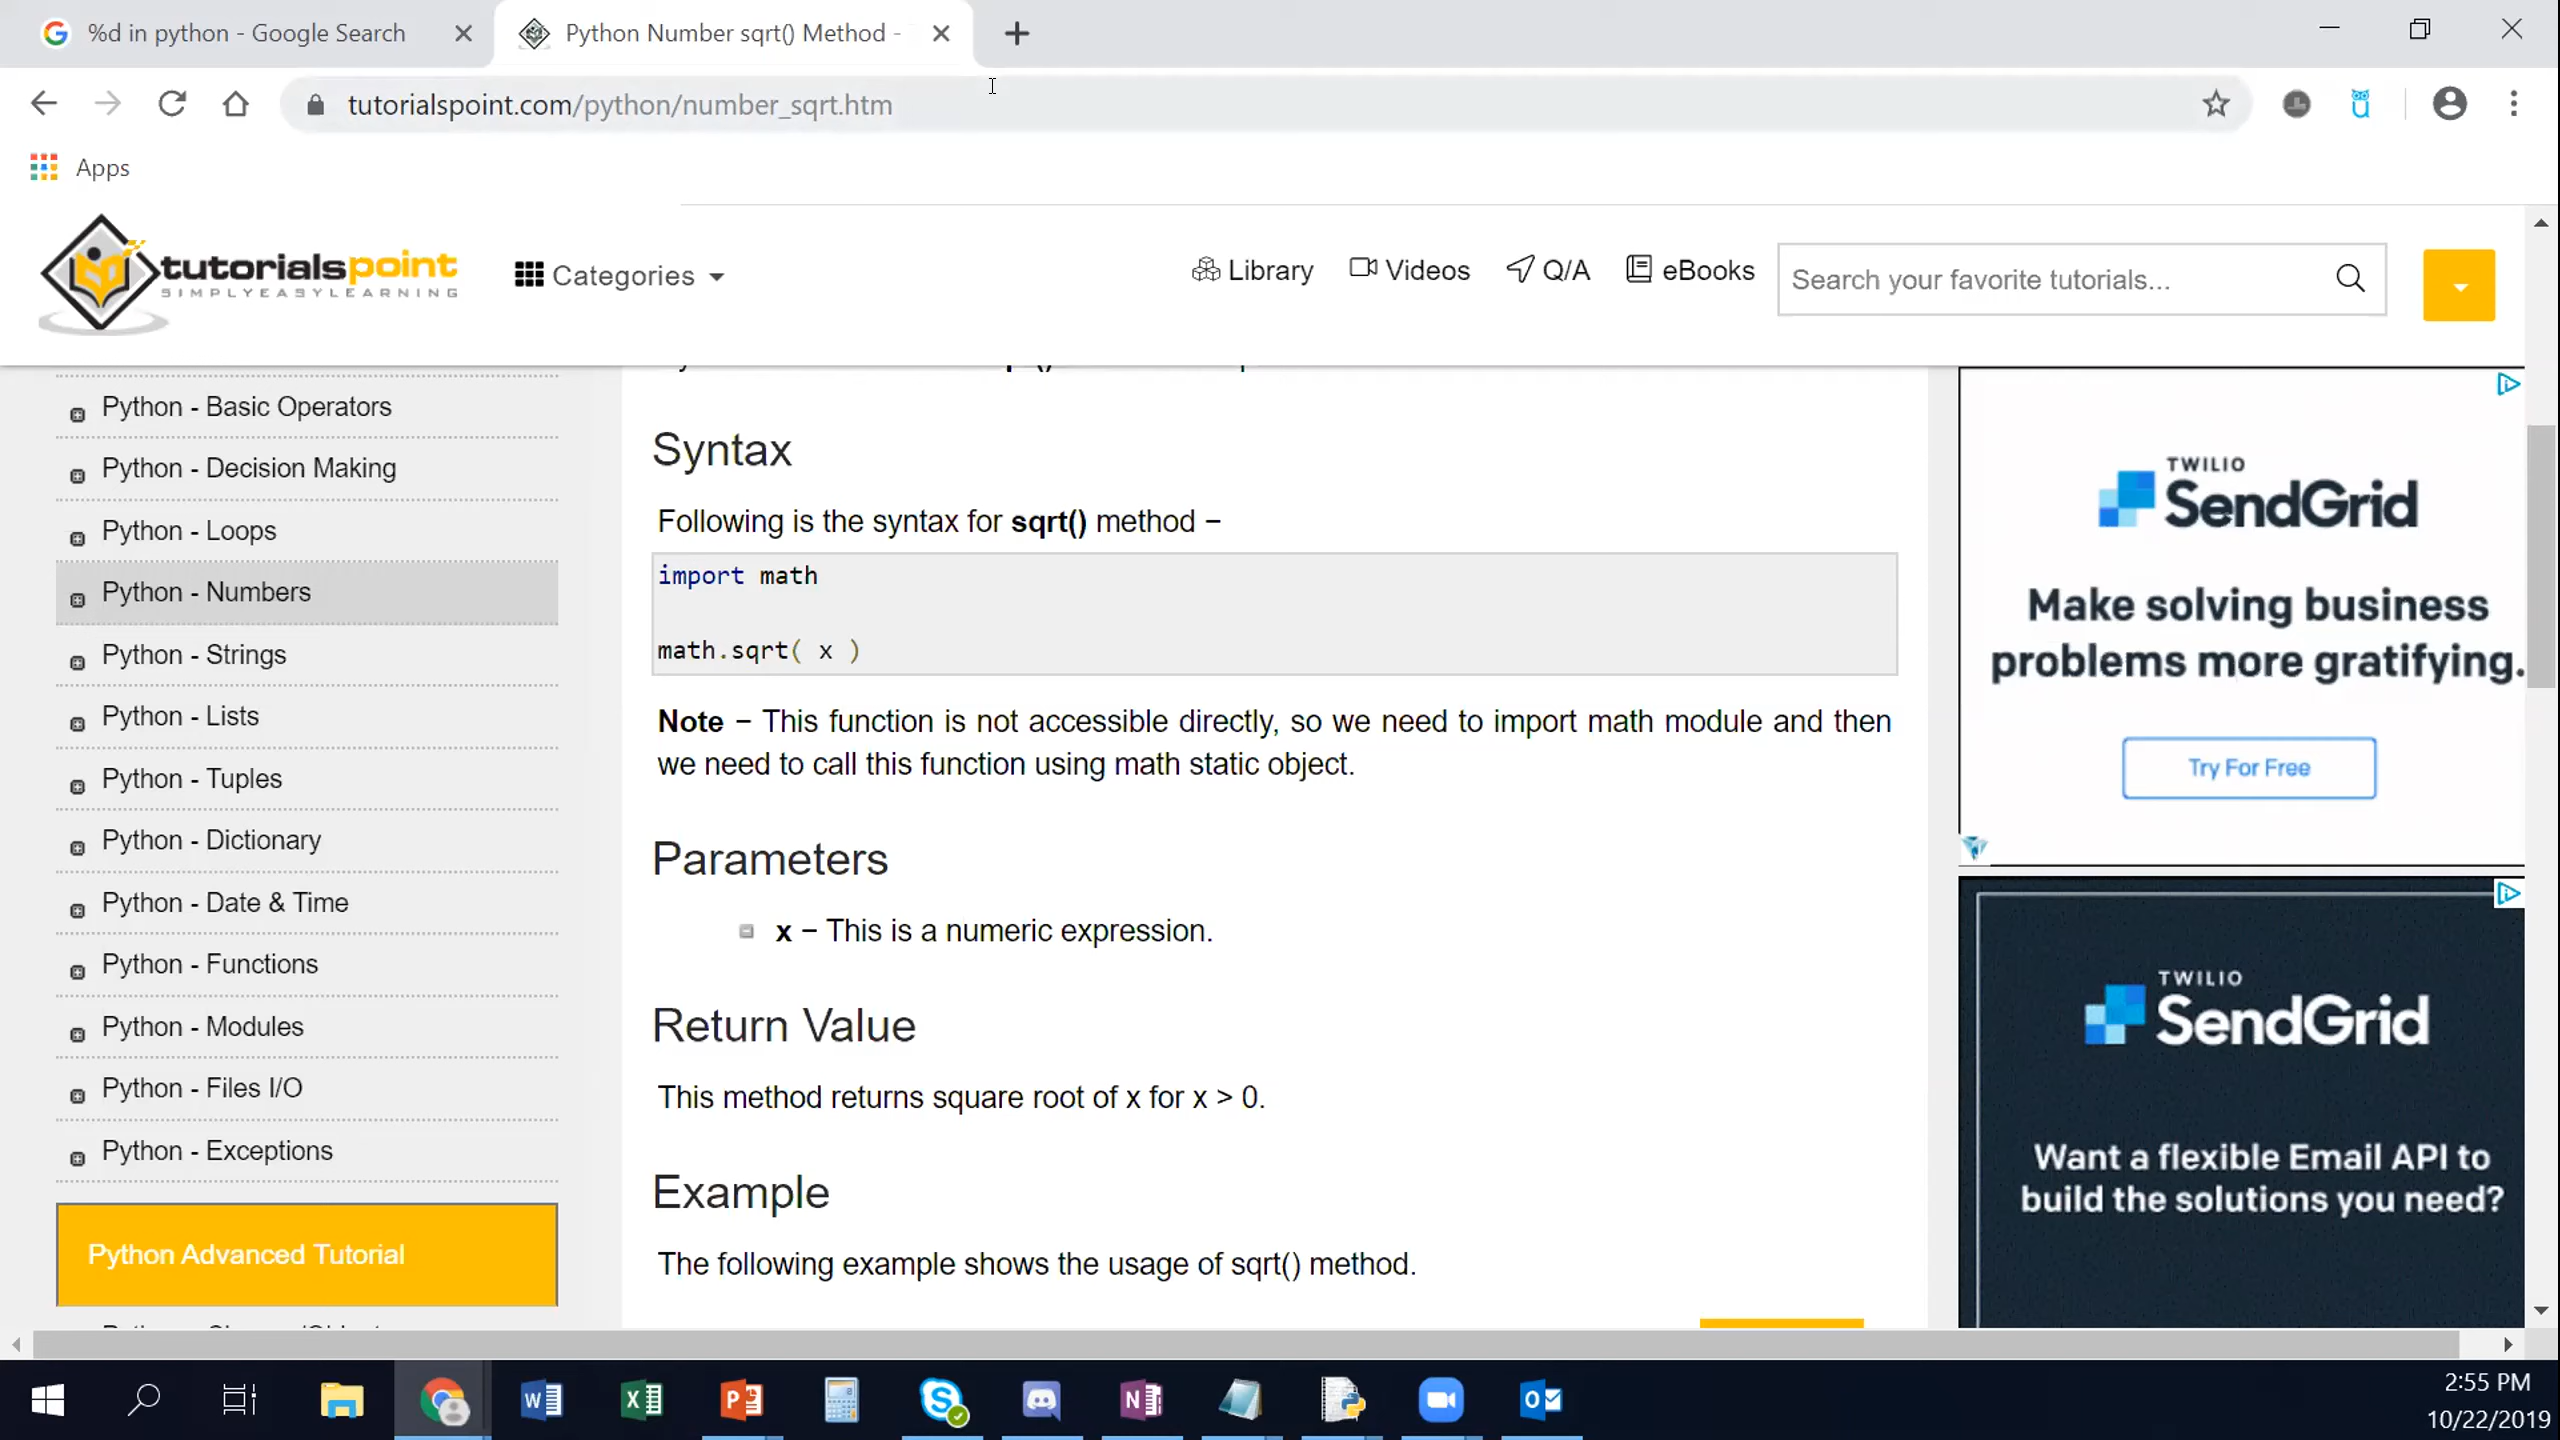 %d in python - Google Search
Python Number sqrt() Method -
tutorialspoint.com/python/number_sqrt.htm
Apps
tutorialspoint
SIMPLYEASYLEARNING
Categories
Library
Videos
Q/A
eBooks
Search your favorite tutorials...
Python - Basic Operators
Python - Decision Making
Python - Loops
Python - Numbers
Python - Strings
Python - Lists
Python - Tuples
Python - Dictionary
Python - Date & Time
Python - Functions
Python - Modules
Python - Files I/O
Python - Exceptions
Python Advanced Tutorial
Syntax
Following is the syntax for sqrt() method −
import math
math.sqrt( x )
Note − This function is not accessible directly, so we need to import math module and then
we need to call this function using math static object.
Parameters
x − This is a numeric expression.
Return Value
This method returns square root of x for x > 0.
Example
The following example shows the usage of sqrt() method.
TWILIO
SendGrid
Make solving business
problems more gratifying.
Try For Free
TWILIO
SendGrid
Want a flexible Email API to
build the solutions you need?
2:55 PM
10/22/2019